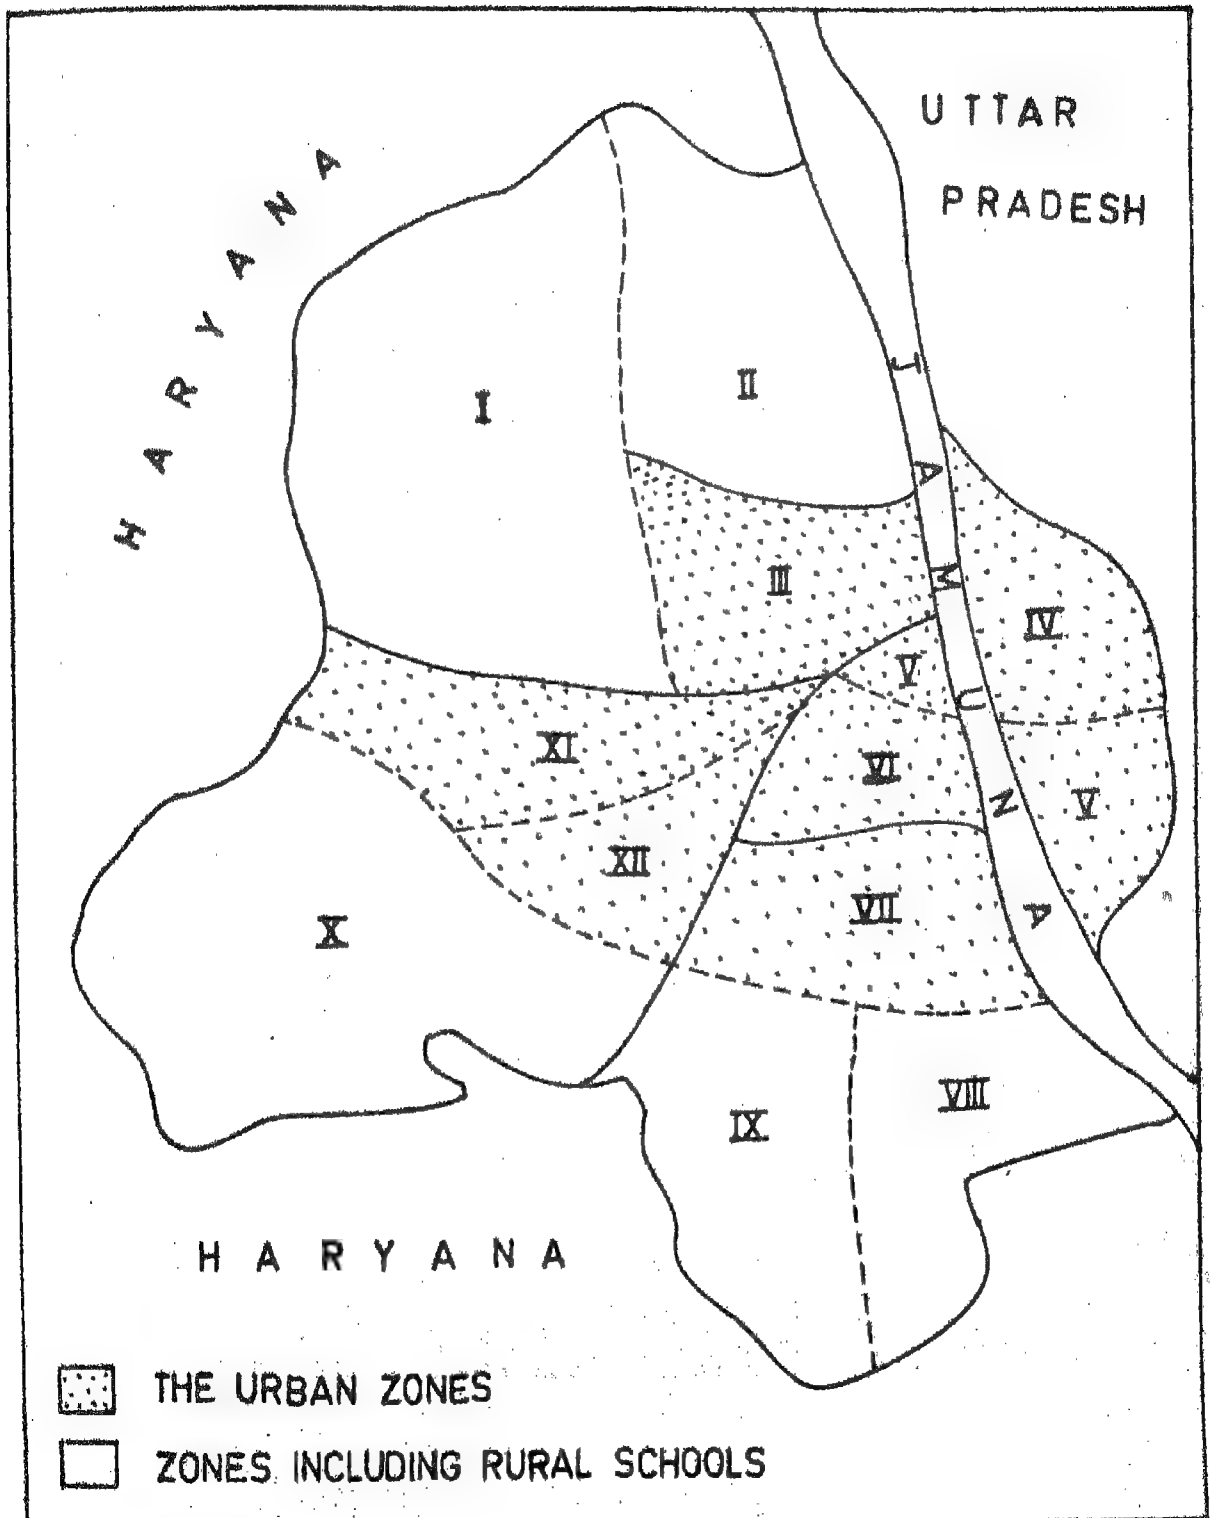 UTTAR
PRADESH
HARYANA
I
II
JAMUNA
III
IV
V
XI
VI
V
XII
VII
X
VIII
IX
HARYANA
THE URBAN ZONES
ZONES INCLUDING RURAL SCHOOLS